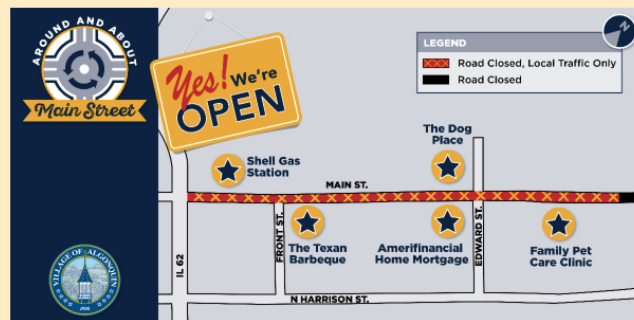 AROUND AND ABOUT
Main Street
Yes! We're
OPEN
N
LEGEND
Road Closed, Local Traffic Only
Road Closed
The Dog
Place
Shell Gas
Station
MAIN ST.
FRONT ST.
The Texan
Barbeque
Amerifinancial
Home Mortgage
EDWARD ST.
Family Pet
Care Clinic
IL 62
N HARRISON ST.
VILLAGE OF ALGONQUIN